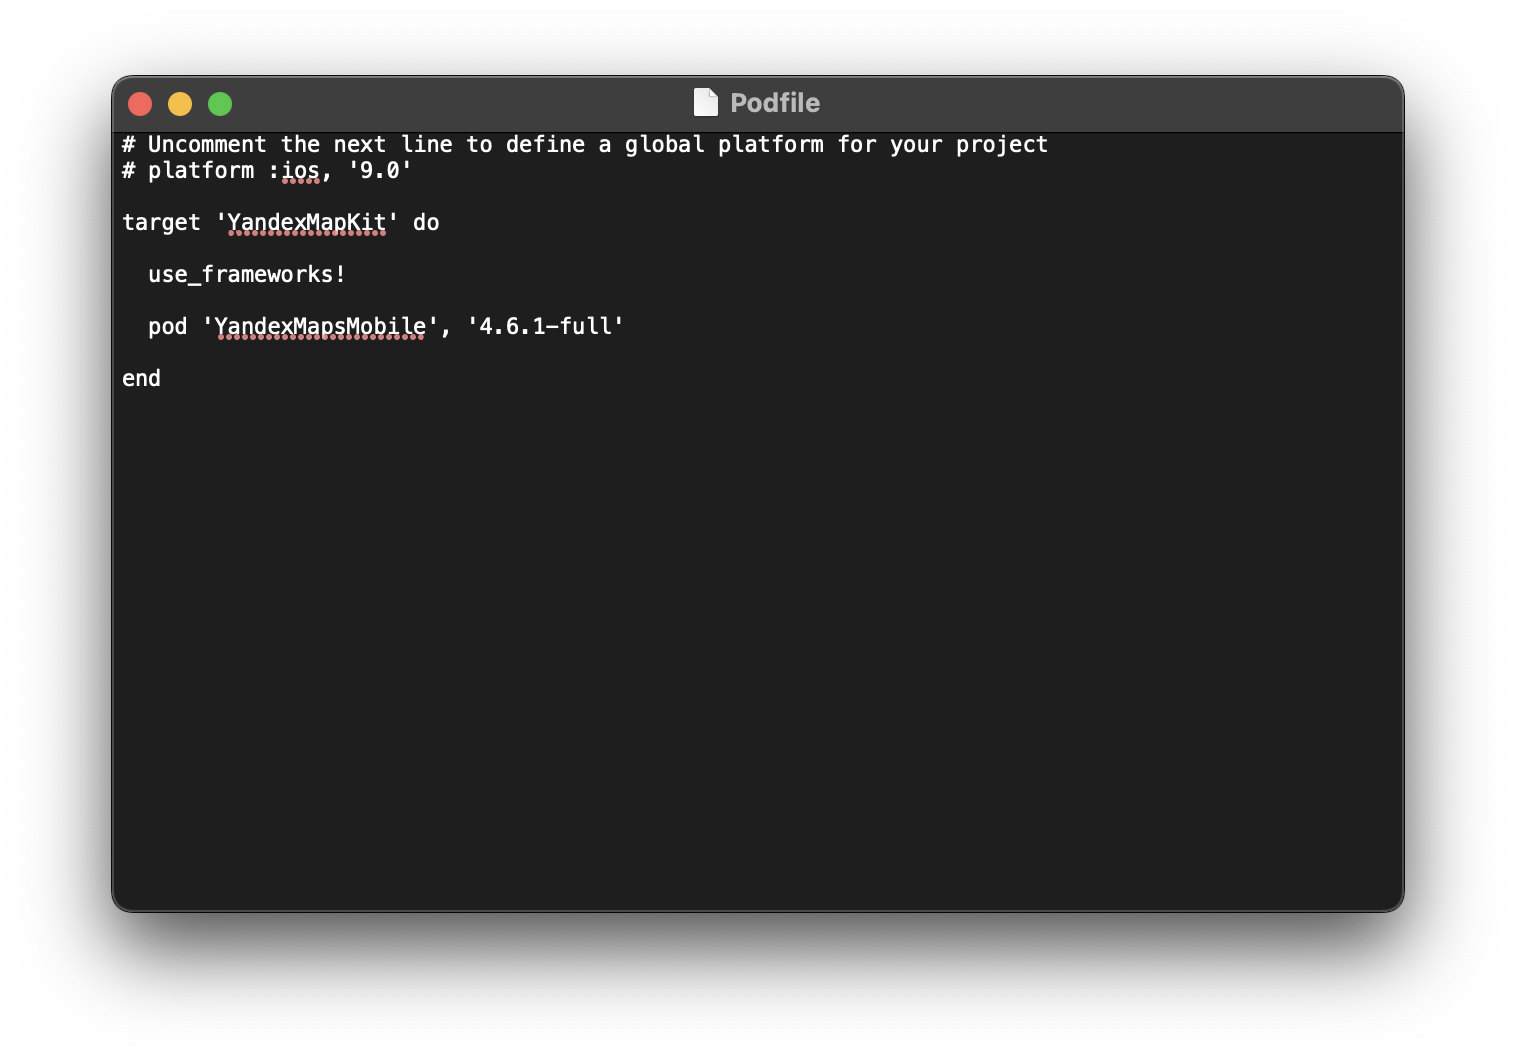 Podfile
# Uncomment the next line to define a global platform for your project
# platform :ios, '9.0'
target 'YandexMapKit' do
use_frameworks!
pod 'YandexMapsMobile', '4.6.1-full'
end